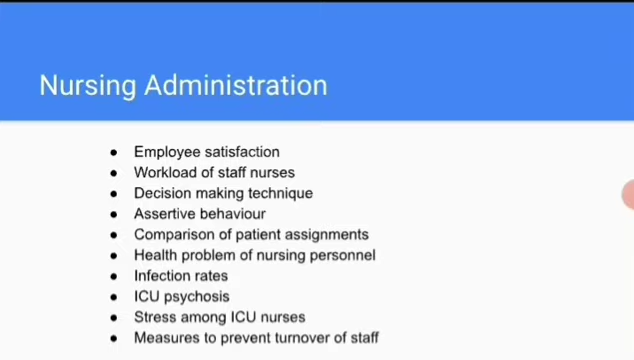 Nursing Administration
● Employee satisfaction
● Workload of staff nurses
● Decision making technique
● Assertive behaviour
● Comparison of patient assignments
● Health problem of nursing personnel
● Infection rates
● ICU psychosis
● Stress among ICU nurses
● Measures to prevent turnover of staff